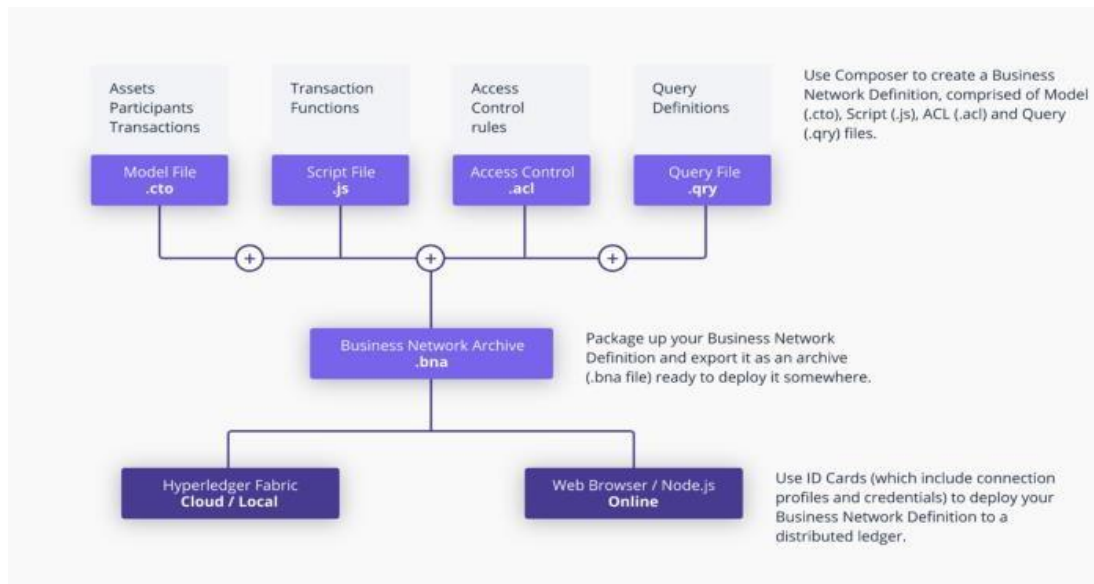 Assets
Participants
Transactions
Transaction
Functions
Access
Control
rules
Query
Definitions
Use Composer to create a Business
Network Definition, comprised of Model
(.cto), Script (.js), ACL (.acl) and Query
(.qry) files.
Model File
.cto
Script File
.js
Access Control
.acl
Query File
.qry
+
+
+
Business Network Archive
.bna
Package up your Business Network
Definition and export it as an archive
(.bna file) ready to deploy it somewhere.
Hyperledger Fabric
Cloud / Local
Web Browser / Node.js
Online
Use ID Cards (which include connection
profiles and credentials) to deploy your
Business Network Definition to a
distributed ledger.